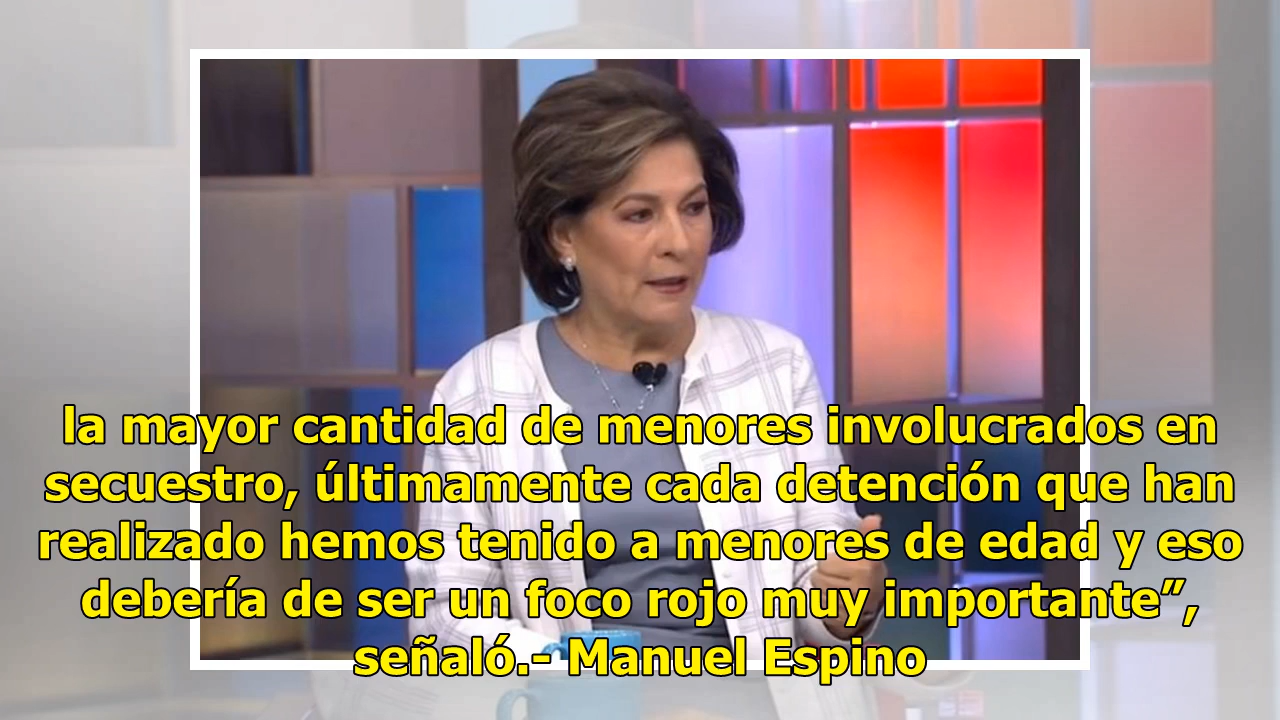 la mayor cantidad de menores involucrados en
secuestro, últimamente cada detención que han
realizado hemos tenido a menores de edad y eso
debería de ser un foco rojo muy importante”,
señaló.- Manuel Espino